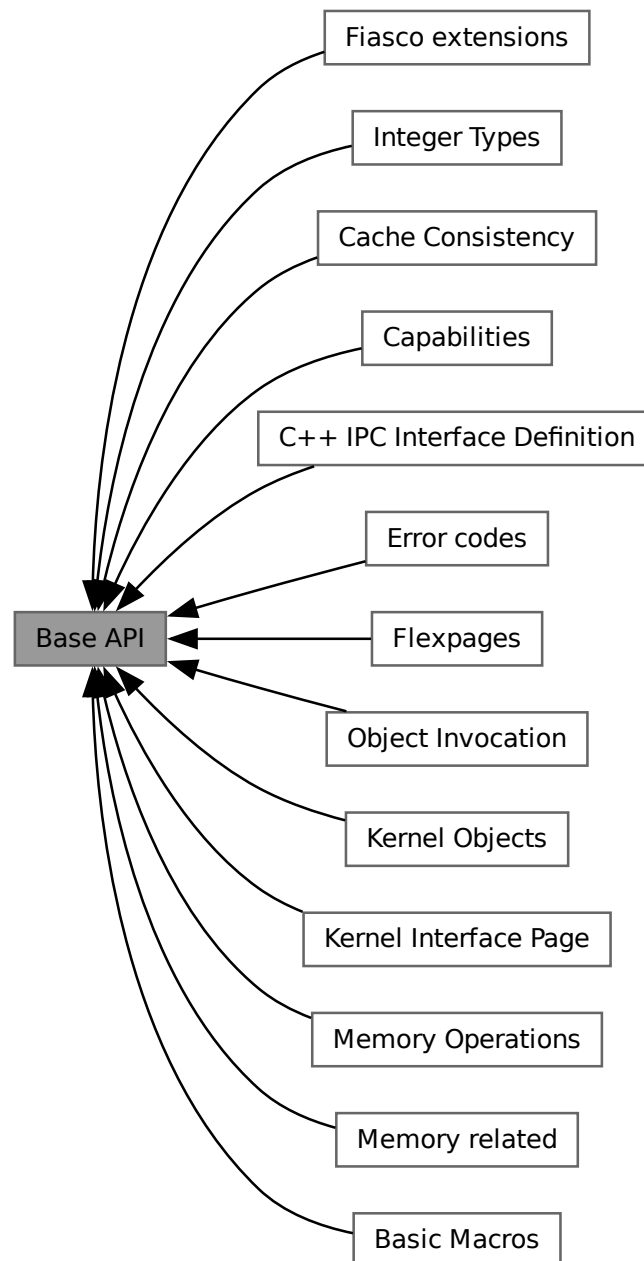 Fiasco extensions
Integer Types
Cache Consistency
Capabilities
C++ IPC Interface Definition
Error codes
Base API
Flexpages
Object Invocation
Kernel Objects
Kernel Interface Page
Memory Operations
Memory related
Basic Macros